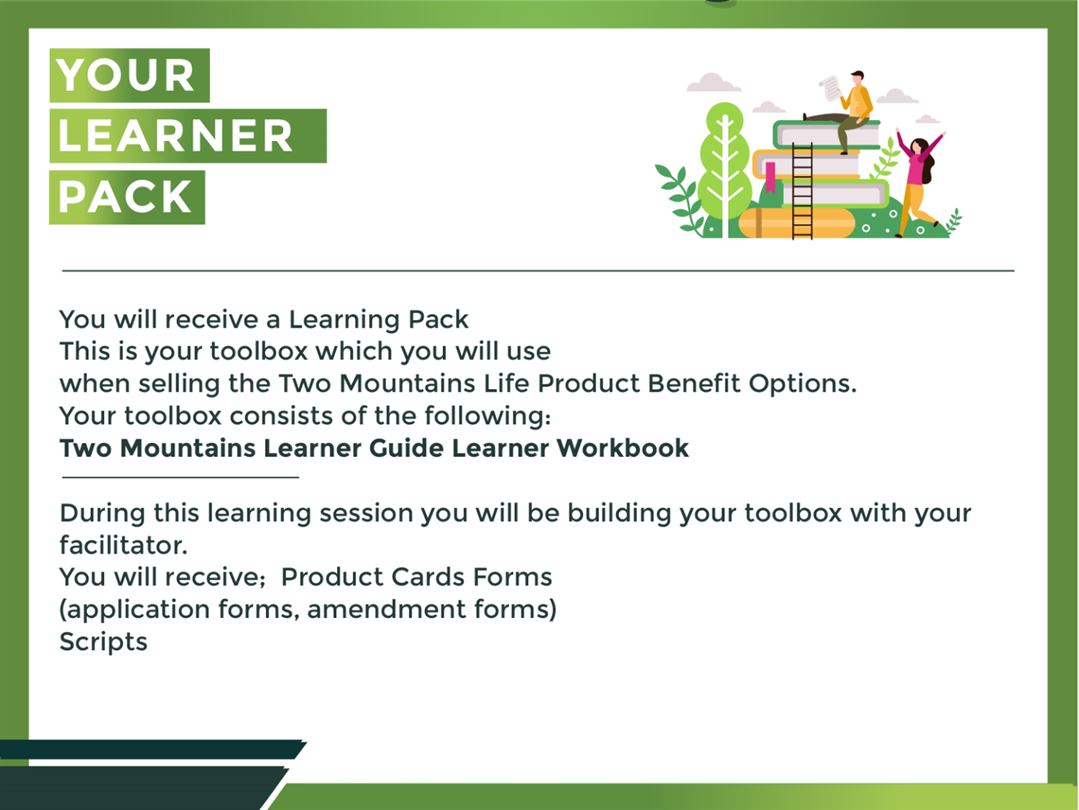 YOUR
LEARNER
PACK
You will receive a Learning Pack
This is your toolbox which you will use
when selling the Two Mountains Life Product Benefit Options.
Your toolbox consists of the following:
Two Mountains Learner Guide Learner Workbook
During this learning session you will be building your toolbox with your
facilitator.
You will receive;  Product Cards Forms
(application forms, amendment forms)
Scripts